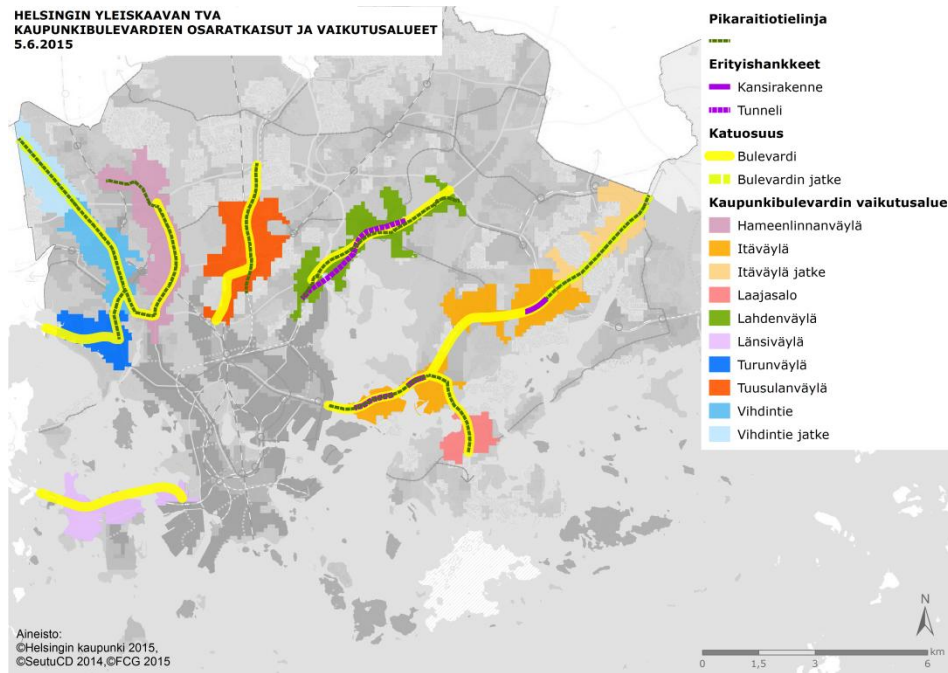 HELSINGIN YLEISKAAVAN TVA
KAUPUNKIBULEVARDIEN OSARATKAISUT JA VAIKUTUSALUEET
5.6.2015
Pikaraitiotielinja
Erityishankkeet
Kansirakenne
Tunneli
Katuosuus
Bulevardi
Bulevardin jatke
Kaupunkibulevardin vaikutusalue
Hameenlinnanväylä
Itäväylä
Itäväylä jatke
Laajasalo
Lahdenväylä
Länsiväylä
Turunväylä
Tuusulanväylä
Vihdintie
Vihdintie jatke
Aineisto:
©Helsingin kaupunki 2015,
©SeutuCD 2014,©FCG 2015
N
km
0 1,5 3 6